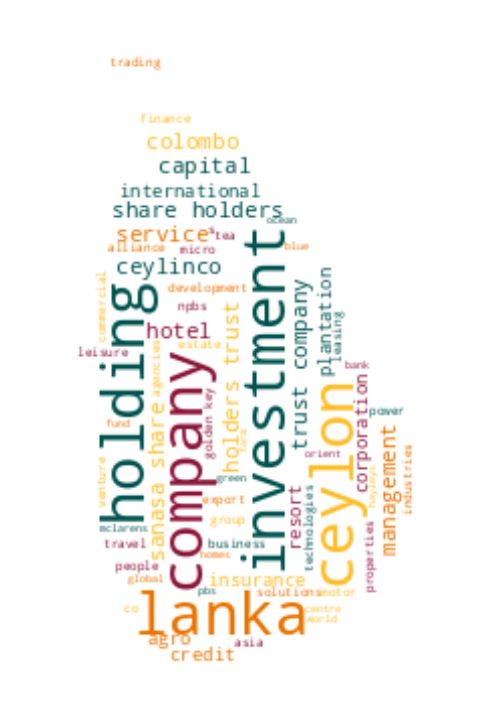 trading
finance
colombo
capital
international
share holders
ocean
service
s
tea
alliance
micro
blue
ceylinco
holding
investment
commercial
development
npbs
plantation
trust company
holders trust
hotel
leasing
leisure
estate
agencies
company
bank
ceylon
corporation
golden key
power
sanasa share
fund
management
farm
orient
industries
venture
green
hayleys
resort
technologies
export
group
mclarens
properties
travel
business
homes
people
global
insurance
pbs
solutions
motor
lanka
co
centre
world
agro
asia
credit